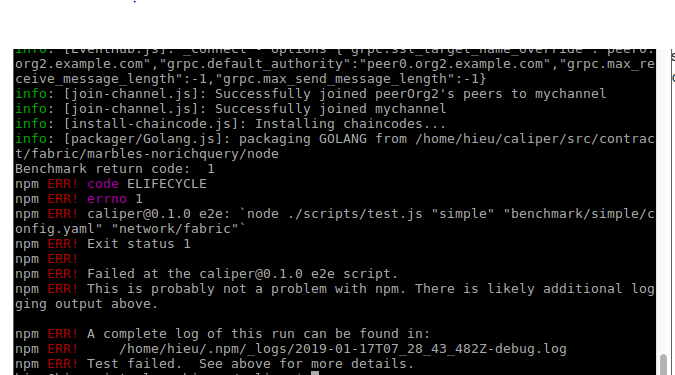 info: [Eventhub.js]: _connect - options {"grpc.ssl_target_name_override":"peer0.
org2.example.com","grpc.default_authority":"peer0.org2.example.com","grpc.max_re
ceive_message_length":-1,"grpc.max_send_message_length":-1}
info: [join-channel.js]: Successfully joined peerOrg2's peers to mychannel
info: [join-channel.js]: Successfully joined mychannel
info: [install-chaincode.js]: Installing chaincodes...
info: [packager/Golang.js]: packaging GOLANG from /home/hieu/caliper/src/contrac
t/fabric/marbles-norichquery/node
Benchmark return code:  1
npm ERR! code ELIFECYCLE
npm ERR! errno 1
npm ERR! caliper@0.1.0 e2e: `node ./scripts/test.js "simple" "benchmark/simple/c
onfig.yaml" "network/fabric"`
npm ERR! Exit status 1
npm ERR!
npm ERR! Failed at the caliper@0.1.0 e2e script.
npm ERR! This is probably not a problem with npm. There is likely additional log
ging output above.
npm ERR! A complete log of this run can be found in:
npm ERR!     /home/hieu/.npm/_logs/2019-01-17T07_28_43_482Z-debug.log
npm ERR! Test failed.  See above for more details.